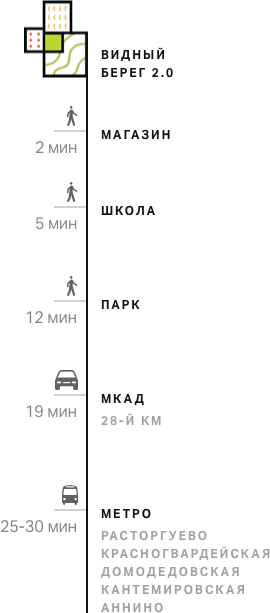 ВИДНЫЙ
БЕРЕГ 2.0
2 мин
МАГАЗИН
5 мин
ШКОЛА
12 мин
ПАРК
19 мин
МКАД
28-Й КМ
25-30 мин
МЕТРО
РАСТОРГУЕВО
КРАСНОГВАРДЕЙСКАЯ
ДОМОДЕДОВСКАЯ
КАНТЕМИРОВСКАЯ
АННИНО